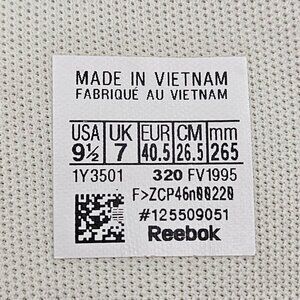 MADE IN VIETNAM
FABRIQUÉ AU VIETNAM
USA UK EUR CM mm
9½ 7 40.5 26.5 265
1Y3501 320 FV1995
F>ZCP46n00220
#125509051
Reebok